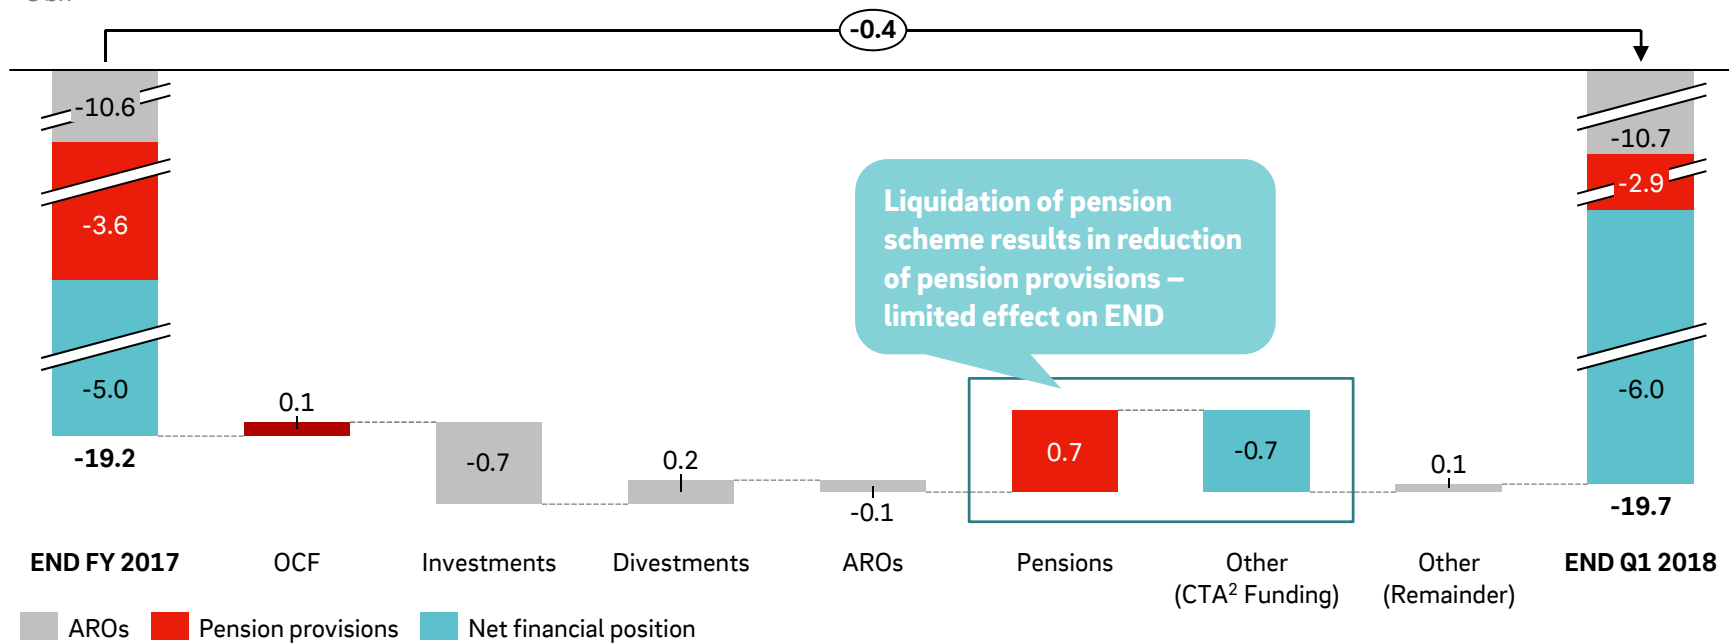 -0.4
-10.6
-10.7
-3.6
-2.9
Liquidation of pension
scheme results in reduction
of pension provisions –
limited effect on END
-5.0
-6.0
0.1
-0.7
0.2
-0.1
0.7
-0.7
0.1
-19.2
-19.7
END FY 2017
OCF
Investments
Divestments
AROs
Pensions
Other
(CTA² Funding)
Other
(Remainder)
END Q1 2018
AROs
Pension provisions
Net financial position